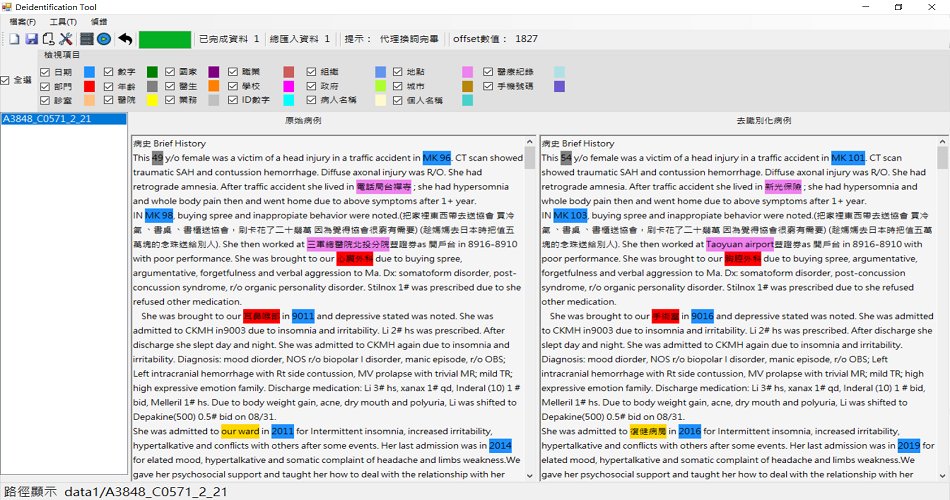 Deidentification Tool
檔案(F) 工具(T) 偵錯
已完成資料 1 總匯入資料 1 提示： 代理換詞完畢 offset數值： 1827
檢視項目
全選
日期 數字 國家 職業 組織 地點 醫療紀錄
部門 年齡 醫生 學校 政府 城市 手機號碼
診室 醫院 業務 ID數字 病人名稱 個人名稱
A3848_C0571_2_21
原始病例
病史 Brief History
This 49 y/o female was a victim of a head injury in a traffic accident in MK 96. CT scan showed
traumatic SAH and contussion hemorrhage. Diffuse axonal injury was R/O. She had
retrograde amnesia. After traffic accident she lived in 電話局台禪寺 ; she had hypersomnia
and whole body pain then and went home due to above symptoms after 1+ year.
IN MK 98, buying spree and inappropiate behavior were noted.(把家裡東西帶去送協會 買冷
氣、書桌 、書櫃送協會，刷卡花了二十幾萬 因為覺得協會很窮有需要) (趁媽媽去日本時把值五
萬塊的念珠送給別人). She then worked at 三軍總醫院北投分院 證券as 開戶台 in 8916-8910
with poor performance. She was brought to our 心臟外科 due to buying spree,
argumentative, forgetfulness and verbal aggression to Ma. Dx: somatoform disorder, post-
concussion syndrome, r/o organic personality disorder. Stilnox 1# was prescribed due to she
refused other medication.
She was brought to our 耳鼻喉部 in 9011 and depressive stated was noted. She was
admitted to CKMH in9003 due to insomnia and irritability. Li 2# hs was prescribed. After
discharge she slept day and night. She was admitted to CKMH again due to insomnia and
irritability. Diagnosis: mood diorder, NOS r/o biopolar I disorder, manic episode, r/o OBS;
Left intracranial hemorrhage with Rt side contussion, MV prolapse with trivial MR; mild TR;
high expressive emotion family. Discharge medication: Li 3# hs, xanax 1# qd, Inderal (10) 1 #
bid, Melleril 1# hs. Due to body weight gain, acne, dry mouth and polyuria, Li was shifted to
Depakine(500) 0.5# bid on 08/31.
She was admitted to our ward in 2011 for Intermittent insomnia, increased irritability,
hypertalkative and conflicts with others after some events. Her last admission was in 2014
for elated mood, hypertalkative and somatic complaint of headache and limbs weakness.We
gave her psychosocial support and taught her how to deal with the relationship with her
去識別化病例
病史 Brief History
This 54 y/o female was a victim of a head injury in a traffic accident in MK 101. CT scan
showed traumatic SAH and contussion hemorrhage. Diffuse axonal injury was R/O. She had
retrograde amnesia. After traffic accident she lived in 新光保險 ; she had hypersomnia and
whole body pain then and went home due to above symptoms after 1+ year.
IN MK 103, buying spree and inappropiate behavior were noted.(把家裡東西帶去送協會 買冷
氣、書桌 、書櫃送協會，刷卡花了二十幾萬 因為覺得協會很窮有需要) (趁媽媽去日本時把值五
萬塊的念珠送給別人). She then worked at Taoyuan airport 證券as 開戶台 in 8916-8910 with
poor performance. She was brought to our 胸腔外科 due to buying spree, argumentative,
forgetfulness and verbal aggression to Ma. Dx: somatoform disorder, post-concussion
syndrome, r/o organic personality disorder. Stilnox 1# was prescribed due to she refused
other medication.
She was brought to our 手術室 in 9016 and depressive stated was noted. She was admitted
to CKMH in9003 due to insomnia and irritability. Li 2# hs was prescribed. After discharge she
slept day and night. She was admitted to CKMH again due to insomnia and irritability.
Diagnosis: mood diorder, NOS r/o biopolar I disorder, manic episode, r/o OBS; Left
intracranial hemorrhage with Rt side contussion, MV prolapse with trivial MR; mild TR; high
expressive emotion family. Discharge medication: Li 3# hs, xanax 1# qd, Inderal (10) 1 # bid,
Melleril 1# hs. Due to body weight gain, acne, dry mouth and polyuria, Li was shifted to
Depakine(500) 0.5# bid on 08/31.
She was admitted to 復健病房 in 2016 for Intermittent insomnia, increased irritability,
hypertalkative and conflicts with others after some events. Her last admission was in 2019 for
elated mood, hypertalkative and somatic complaint of headache and limbs weakness.We
gave her psychosocial support and taught her how to deal with the relationship with her
路徑顯示 data1/A3848_C0571_2_21